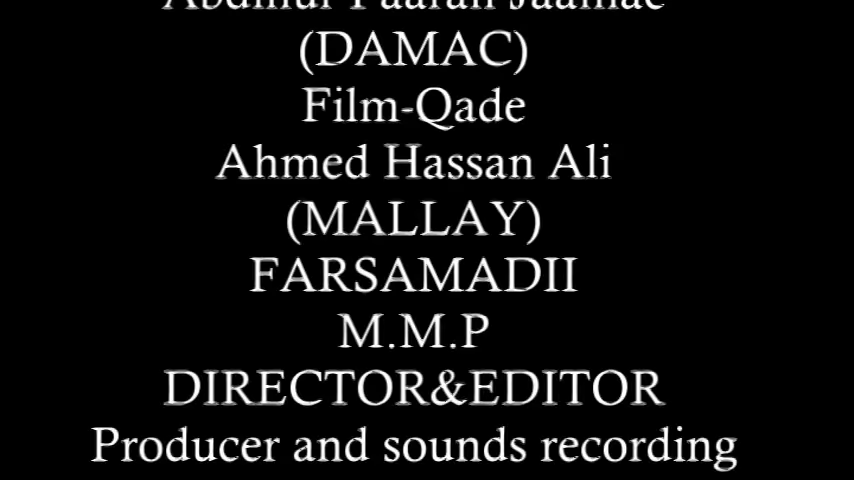 (DAMAC)
Film-Qade
Ahmed Hassan Ali
(MALLAY)
FARSAMADII
M.M.P
DIRECTOR&EDITOR
Producer and sounds recording